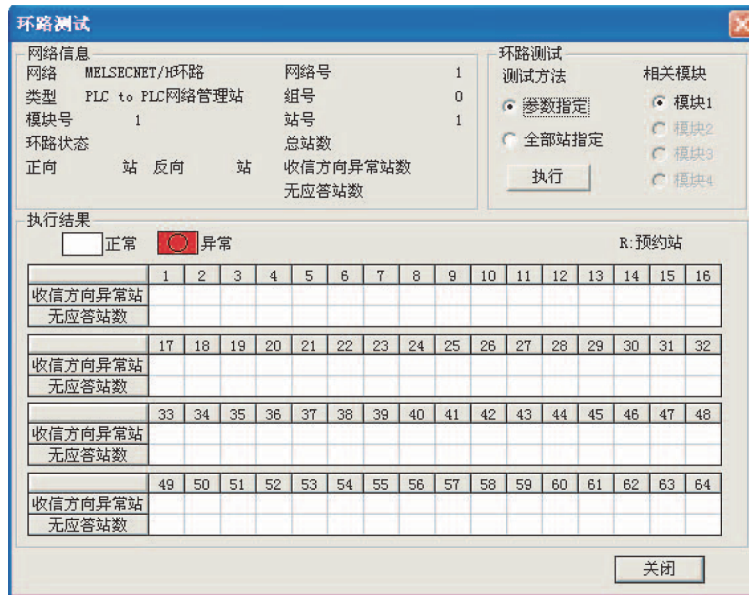 环路测试
网络信息
网络 MELSECNET/H环路 网络号 1
类型 PLC to PLC网络管理站 组号 0
模块号 1 站号 1
环路状态 总站数
正向 站 反向 站 收信方向异常站数
无应答站数
环路测试
测试方法 相关模块
参数指定 模块1
全部站指定 模块2
模块3
执行 模块4
执行结果
正常 异常 R:预约站
1 2 3 4 5 6 7 8 9 10 11 12 13 14 15 16
收信方向异常站
无应答站数
17 18 19 20 21 22 23 24 25 26 27 28 29 30 31 32
收信方向异常站
无应答站数
33 34 35 36 37 38 39 40 41 42 43 44 45 46 47 48
收信方向异常站
无应答站数
49 50 51 52 53 54 55 56 57 58 59 60 61 62 63 64
收信方向异常站
无应答站数
关闭